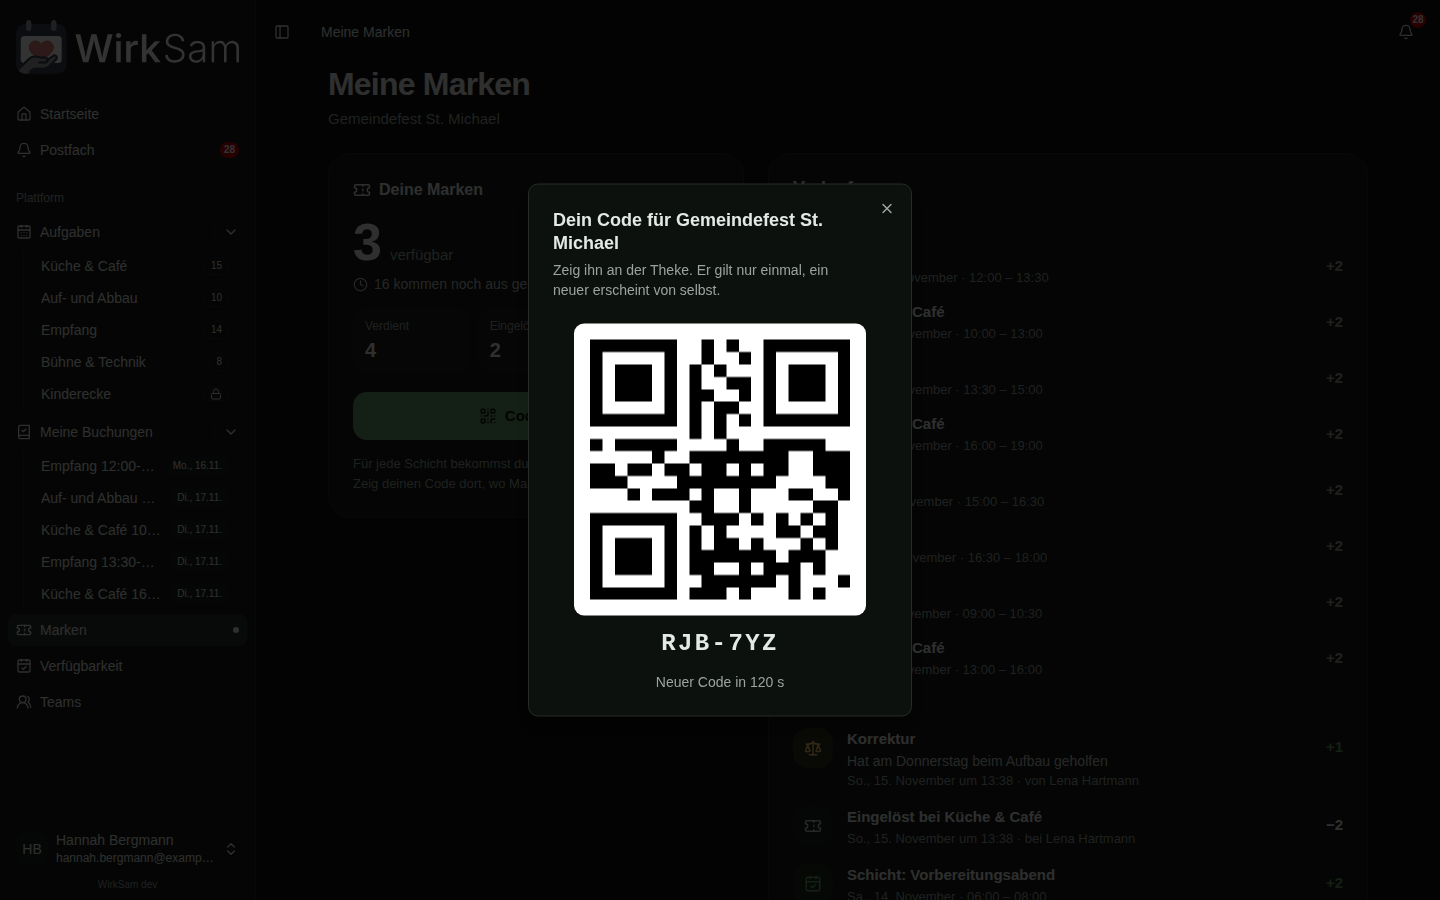 WirkSam
Meine Marken
28
Startseite
Postfach 28
Plattform
Aufgaben
Küche & Café 15
Auf- und Abbau 10
Empfang 14
Bühne & Technik 8
Kinderecke
Meine Buchungen
Empfang 12:00-... Mo., 16.11.
Auf- und Abbau ... Di., 17.11.
Küche & Café 10... Di., 17.11.
Empfang 13:30-... Di., 17.11.
Küche & Café 16... Di., 17.11.
Marken
Verfügbarkeit
Teams
HB
Hannah Bergmann
hannah.bergmann@examp...
WirkSam dev
Meine Marken
Gemeindefest St. Michael
Deine Marken
3 verfügbar
16 kommen noch aus ge
Verdient
4
2
Für jede Schicht bekommst du
Zeig deinen Code dort, wo Ma
Dein Code für Gemeindefest St.
Michael
Zeig ihn an der Theke. Er gilt nur einmal, ein
neuer erscheint von selbst.
RJB-7YZ
Neuer Code in 120 s
+2
· 12:00 – 13:30
Café +2
· 10:00 – 13:00
+2
· 13:30 – 15:00
Café +2
· 16:00 – 19:00
+2
· 15:00 – 16:30
+2
· 16:30 – 18:00
+2
· 09:00 – 10:30
Café +2
· 13:00 – 16:00
Korrektur +1
Hat am Donnerstag beim Aufbau geholfen
So., 15. November um 13:38 · von Lena Hartmann
Eingelöst bei Küche & Café −2
So., 15. November um 13:38 · bei Lena Hartmann
Schicht: Vorbereitungsabend +2
Sa., 14. November · 06:00 – 08:00